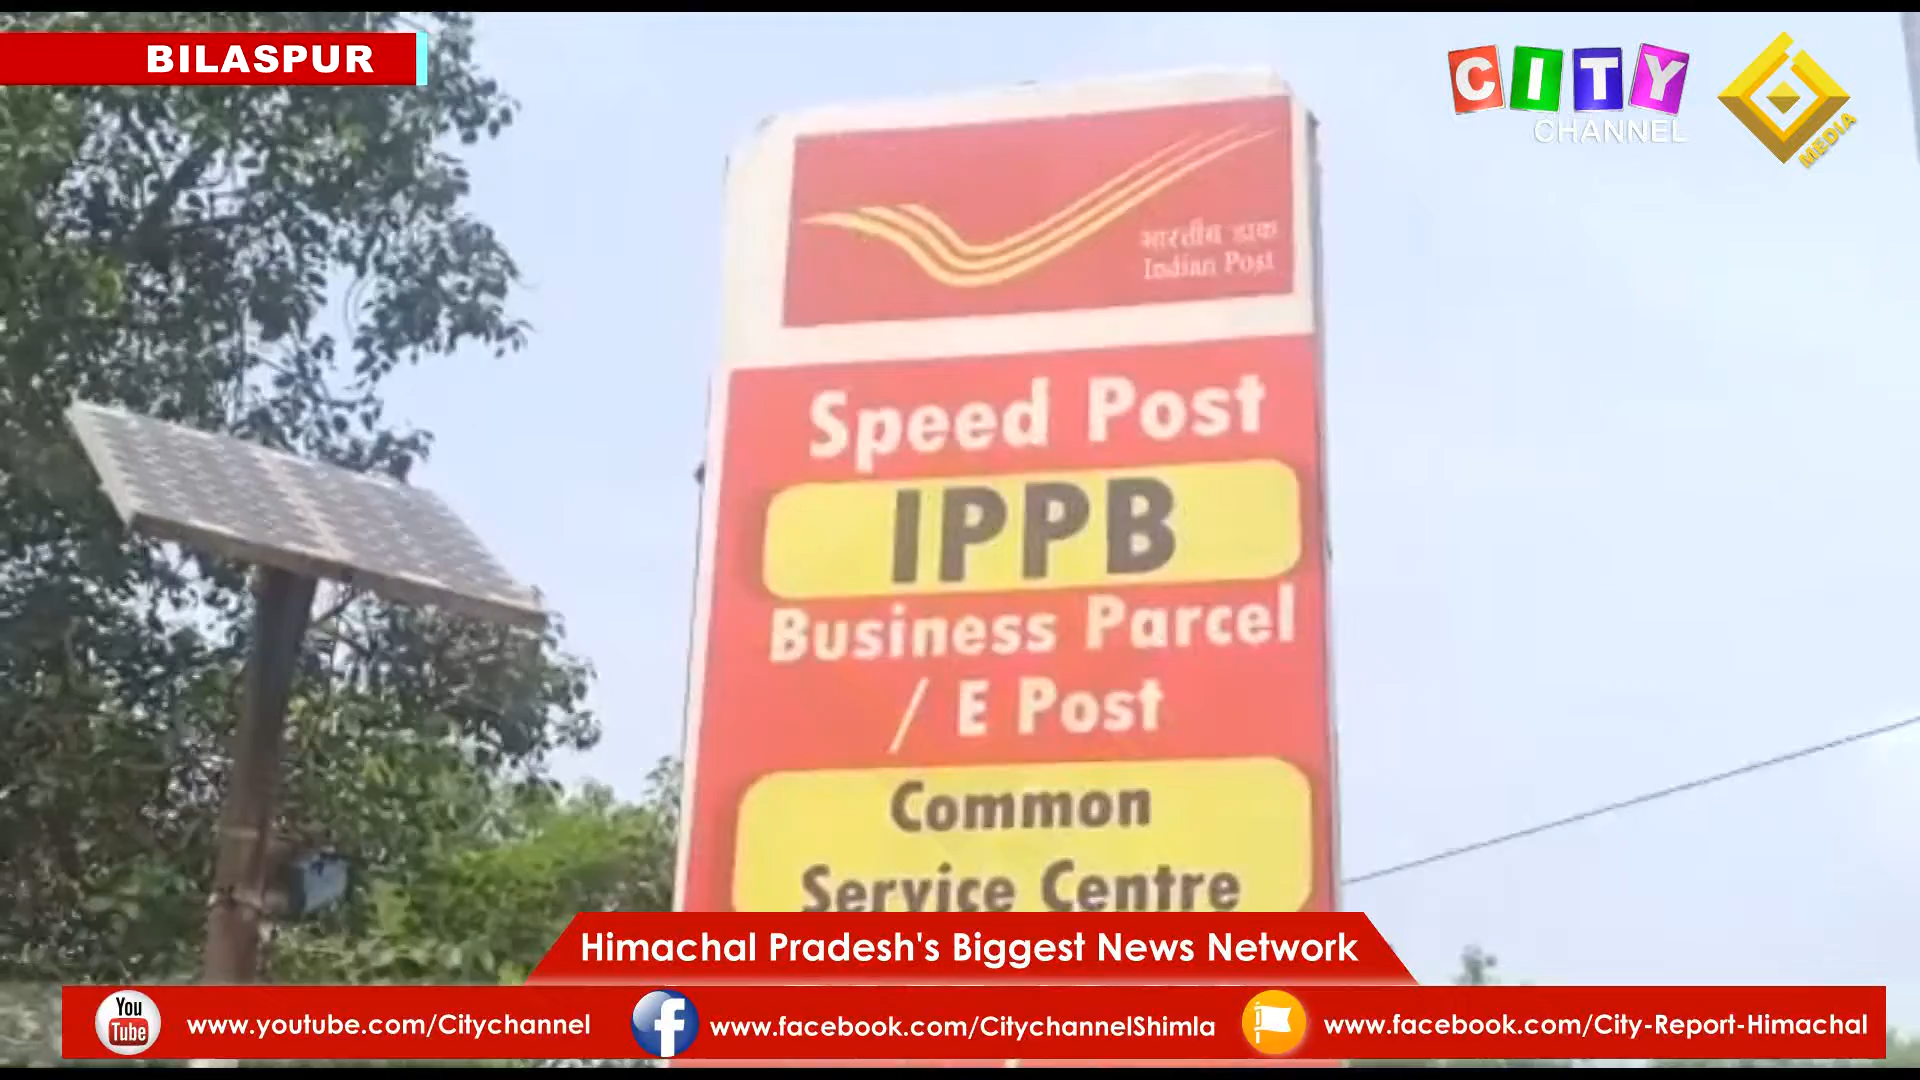 BILASPUR
CITY
CHANNEL
MEDIA
भारतीय डाक
Indian Post
Speed Post
IPPB
Business Parcel
/ E Post
Common
Service Centre
Himachal Pradesh's Biggest News Network
You
Tube
www.youtube.com/Citychannel
www.facebook.com/CitychannelShimla
www.facebook.com/City-Report-Himachal